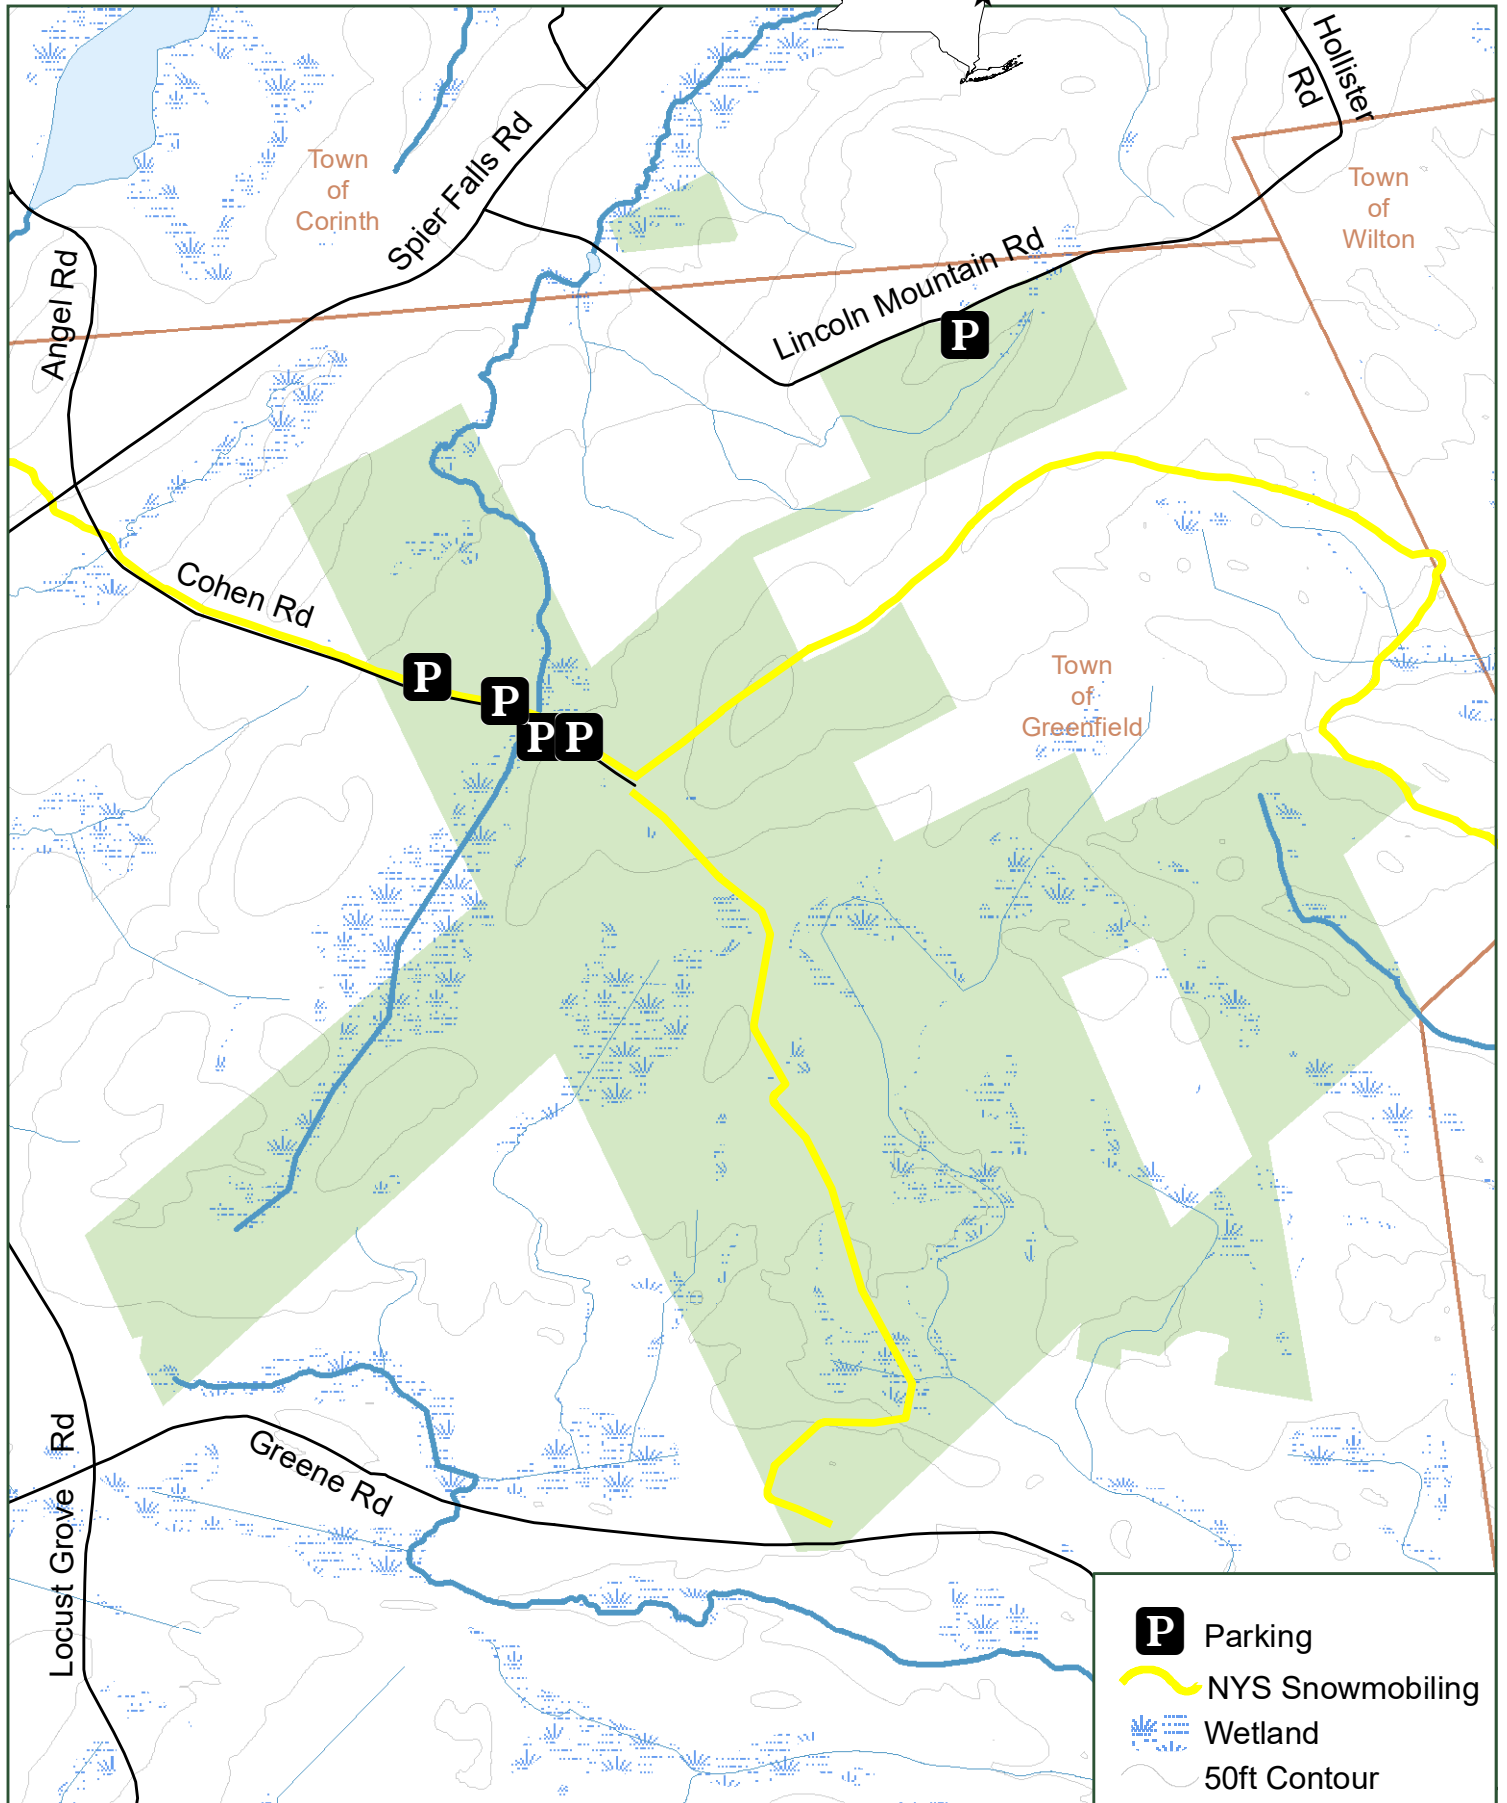 Hollister
Rd
Town
of
Corinth
Spier Falls Rd
Town
of
Wilton
Angel Rd
Lincoln Mountain Rd
P
Cohen Rd
P
P
P
P
Town
of
Greenfield
Locust Grove Rd
Greene Rd
P Parking
NYS Snowmobiling
Wetland
50ft Contour